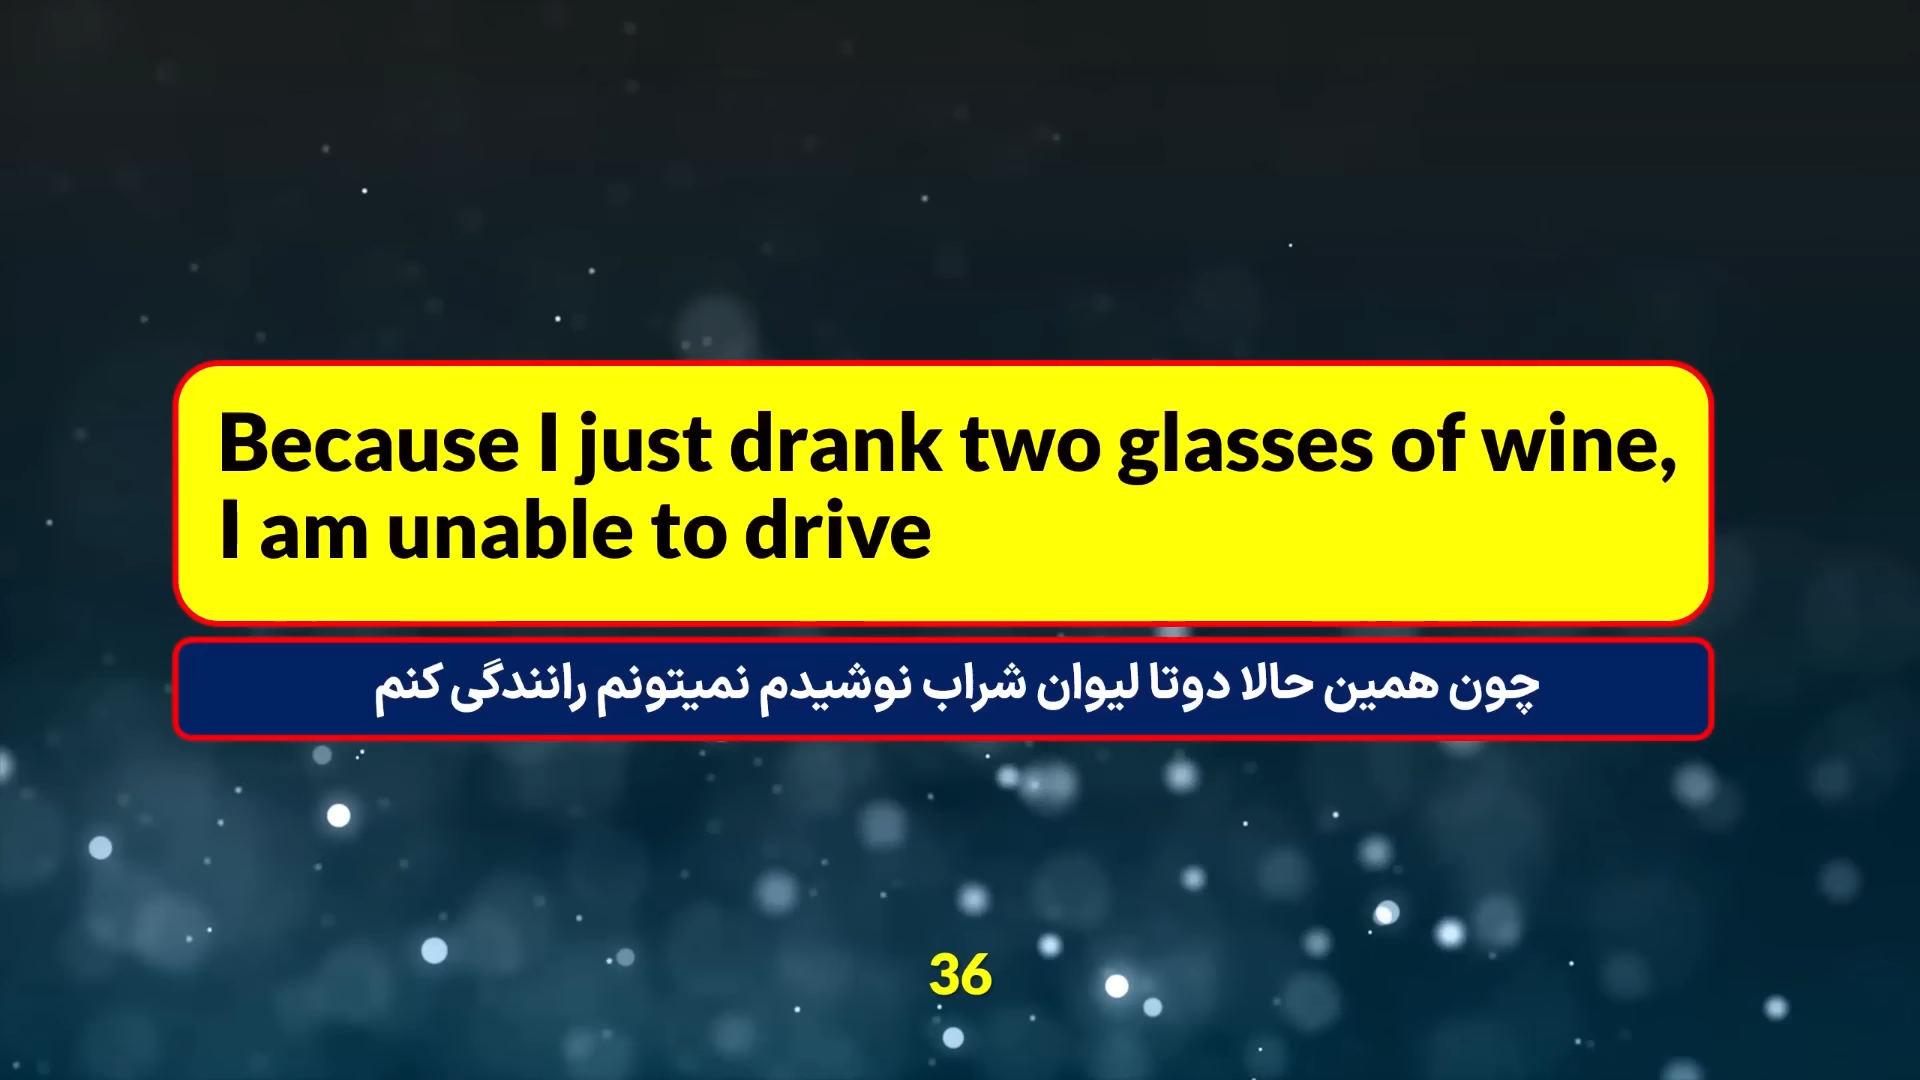 Because I just drank two glasses of wine,
I am unable to drive
چون همین حالا دوتا لیوان شراب نوشیدم نمیتونم رانندگی کنم
36